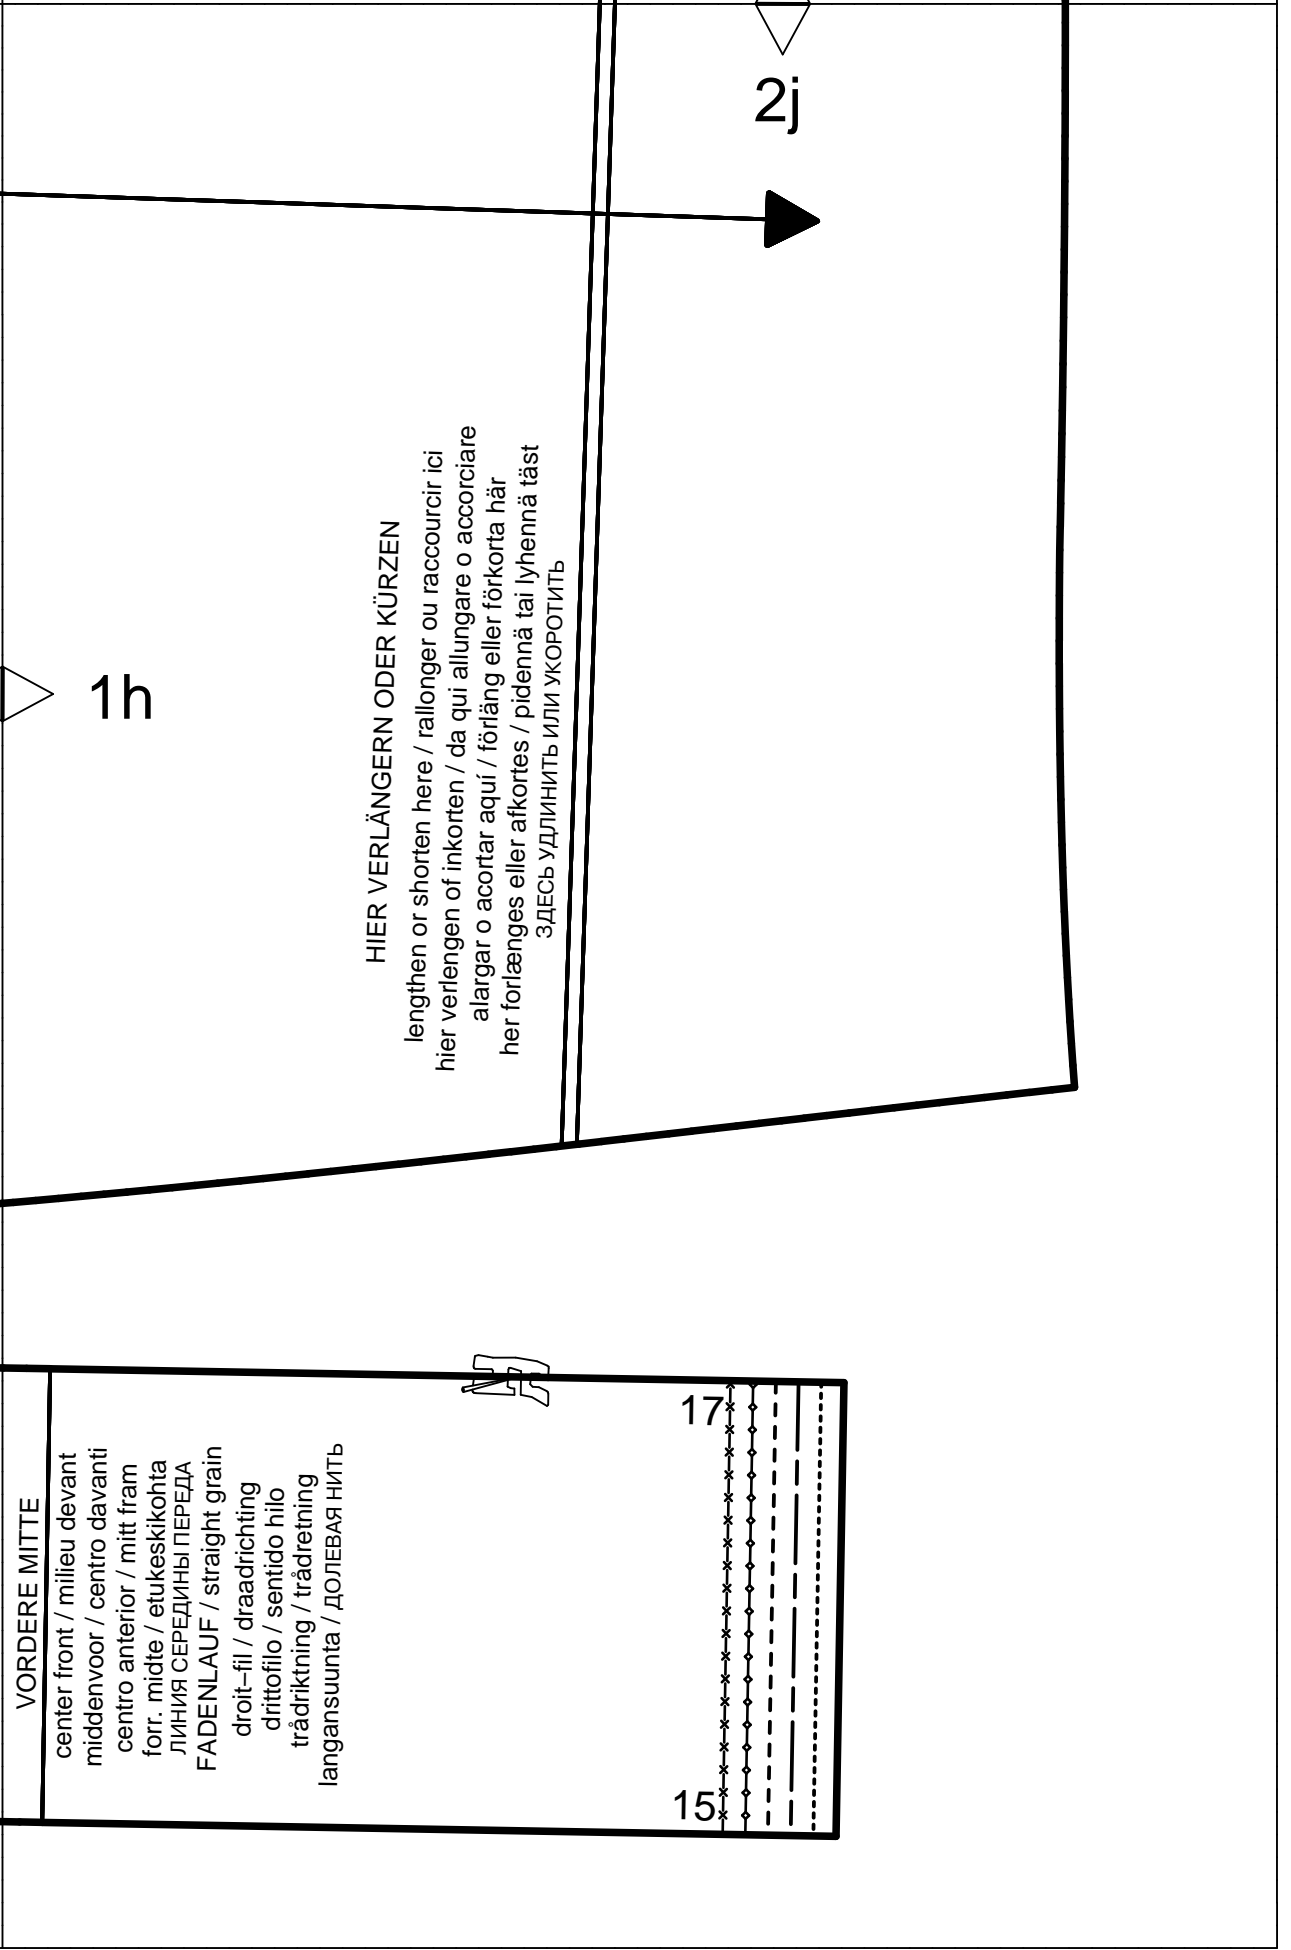 2j
1h
HIER VERLÄNGERN ODER KÜRZEN
lengthen or shorten here / rallonger ou raccourcir ici
hier verlengen of inkorten / da qui allungare o accorciare
alargar o acortar aquí / förläng eller förkorta här
her forlænges eller afkortes / pidennä tai lyhennä täst
ЗДЕСЬ УДЛИНИТЬ ИЛИ УКОРОТИТЬ
VORDERE MITTE
center front / milieu devant
middenvoor / centro davanti
centro anterior / mitt fram
forr. midte / etukeskikohta
ЛИНИЯ СЕРЕДИНЫ ПЕРЕДА
FADENLAUF / straight grain
droit–fil / draadrichting
drittofilo / sentido hilo
trådriktning / trådretning
langansuunta / ДОЛЕВАЯ НИТЬ
17
15